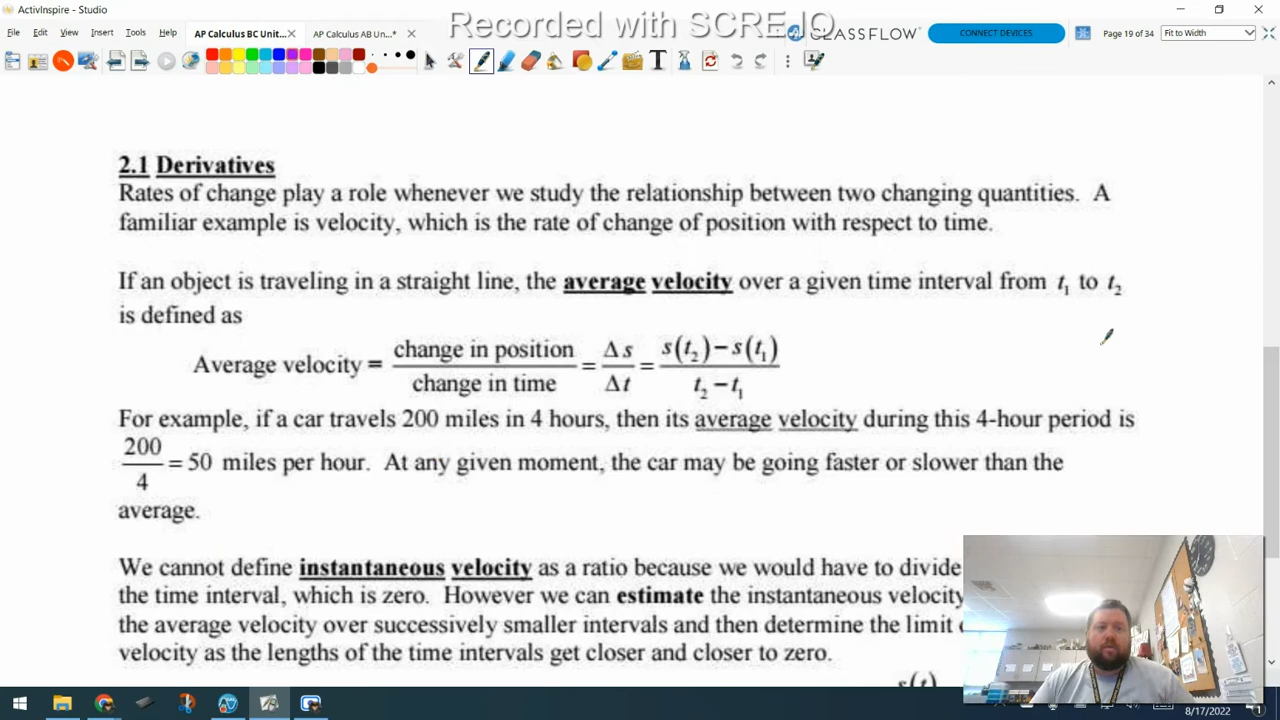 ActivInspire - Studio
Recorded with SCRE.IO
AP Calculus BC Unit...
AP Calculus AB Un...*
File Edit View Insert Tools Help
CLASSFLOW
CONNECT DEVICES
Page 19 of 34
Fit to Width
T
2.1 Derivatives
Rates of change play a role whenever we study the relationship between two changing quantities. A
familiar example is velocity, which is the rate of change of position with respect to time.
If an object is traveling in a straight line, the average velocity over a given time interval from t₁ to t₂
is defined as
Average velocity = change in position / change in time = Δs / Δt = s(t₂) − s(t₁) / t₂ − t₁
For example, if a car travels 200 miles in 4 hours, then its average velocity during this 4-hour period is
200 / 4 = 50 miles per hour. At any given moment, the car may be going faster or slower than the
average.
We cannot define instantaneous velocity as a ratio because we would have to divide
the time interval, which is zero. However we can estimate the instantaneous velocity
the average velocity over successively smaller intervals and then determine the limit
velocity as the lengths of the time intervals get closer and closer to zero.
s(t)
8/17/2022